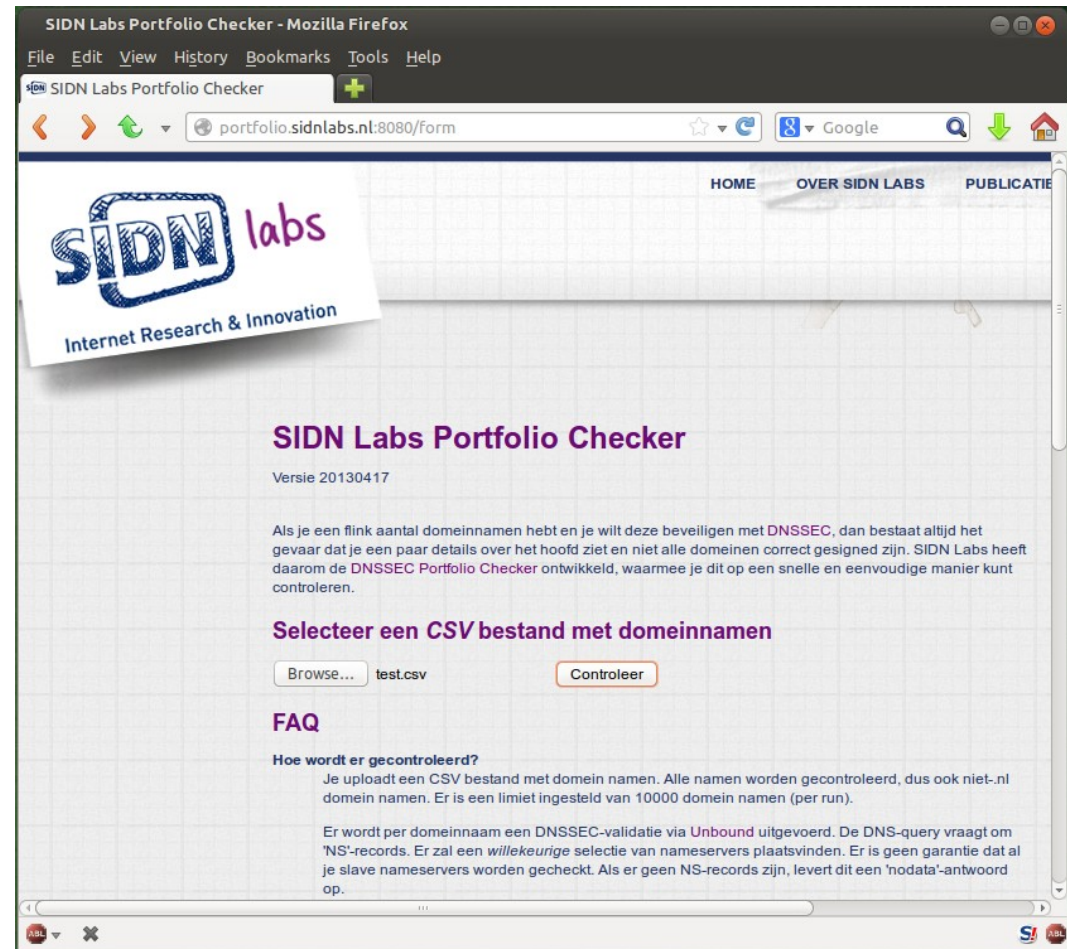 SIDN Labs Portfolio Checker - Mozilla Firefox
File Edit View History Bookmarks Tools Help
SIDN SIDN Labs Portfolio Checker
portfolio.sidnlabs.nl:8080/form
8 Google
HOME OVER SIDN LABS PUBLICATIE
SIDN labs
Internet Research & Innovation
SIDN Labs Portfolio Checker
Versie 20130417
Als je een flink aantal domeinnamen hebt en je wilt deze beveiligen met DNSSEC, dan bestaat altijd het
gevaar dat je een paar details over het hoofd ziet en niet alle domeinen correct gesigned zijn. SIDN Labs heeft
daarom de DNSSEC Portfolio Checker ontwikkeld, waarmee je dit op een snelle en eenvoudige manier kunt
controleren.
Selecteer een CSV bestand met domeinnamen
Browse... test.csv Controleer
FAQ
Hoe wordt er gecontroleerd?
Je uploadt een CSV bestand met domein namen. Alle namen worden gecontroleerd, dus ook niet-.nl
domein namen. Er is een limiet ingesteld van 10000 domein namen (per run).
Er wordt per domeinnaam een DNSSEC-validatie via Unbound uitgevoerd. De DNS-query vraagt om
'NS'-records. Er zal een willekeurige selectie van nameservers plaatsvinden. Er is geen garantie dat al
je slave nameservers worden gecheckt. Als er geen NS-records zijn, levert dit een 'nodata'-antwoord
op.
ABL S! ABL